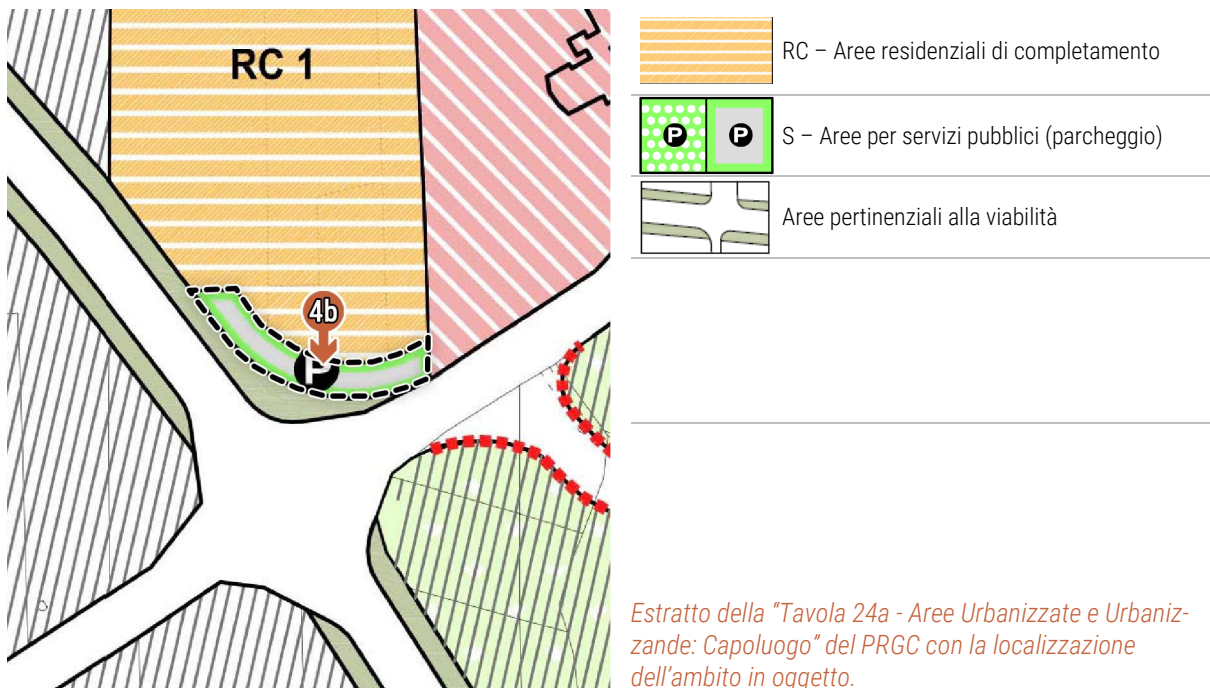 RC 1
4b
P
RC – Aree residenziali di completamento
P P
S – Aree per servizi pubblici (parcheggio)
Aree pertinenziali alla viabilità
Estratto della "Tavola 24a - Aree Urbanizzate e Urbaniz-
zande: Capoluogo" del PRGC con la localizzazione
dell'ambito in oggetto.